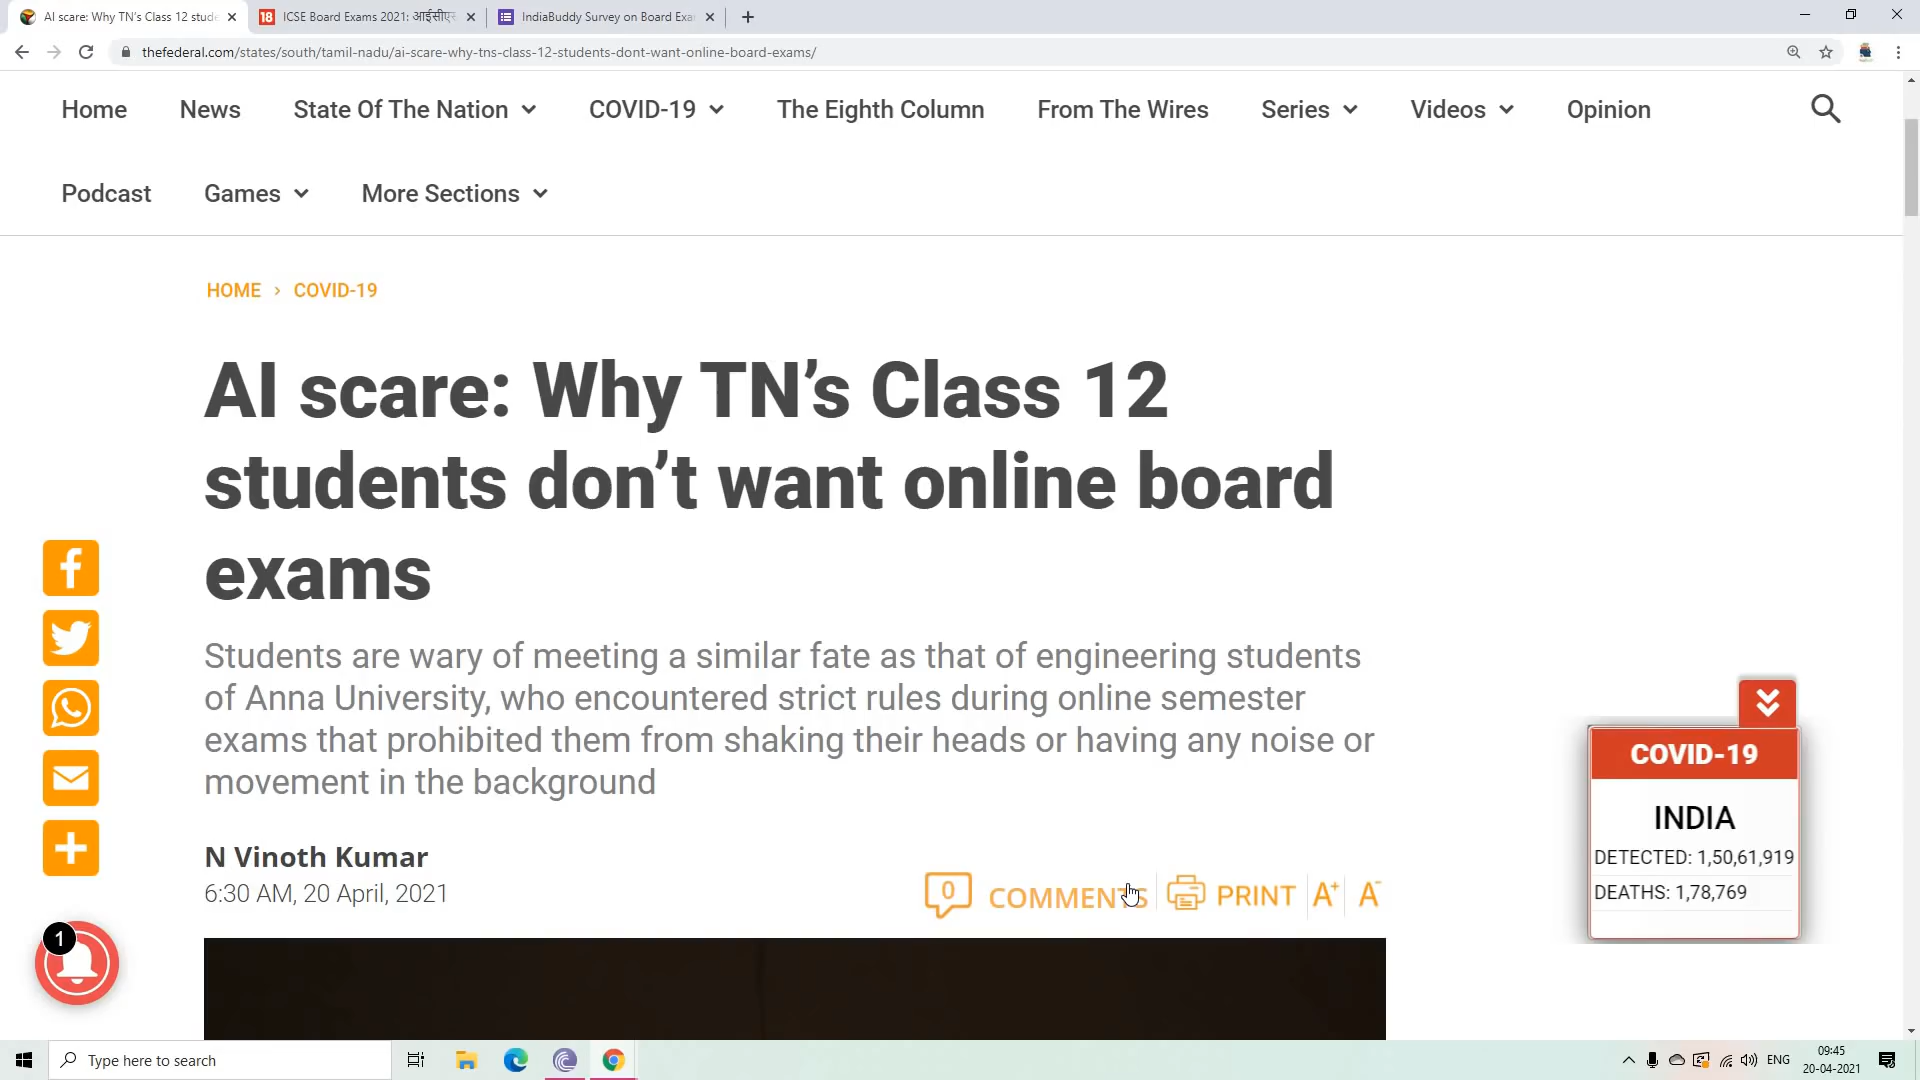 AI scare: Why TN's Class 12 stude
ICSE Board Exams 2021: आईसीएस
IndiaBuddy Survey on Board Exa
thefederal.com/states/south/tamil-nadu/ai-scare-why-tns-class-12-students-dont-want-online-board-exams/
Home News State Of The Nation COVID-19 The Eighth Column From The Wires Series Videos Opinion
Podcast Games More Sections
HOME › COVID-19
AI scare: Why TN’s Class 12
students don’t want online board
exams
Students are wary of meeting a similar fate as that of engineering students
of Anna University, who encountered strict rules during online semester
exams that prohibited them from shaking their heads or having any noise or
movement in the background
N Vinoth Kumar
6:30 AM, 20 April, 2021
0 COMMENTS PRINT A+ A-
COVID-19
INDIA
DETECTED: 1,50,61,919
DEATHS: 1,78,769
1
Type here to search
ENG
09:45
20-04-2021